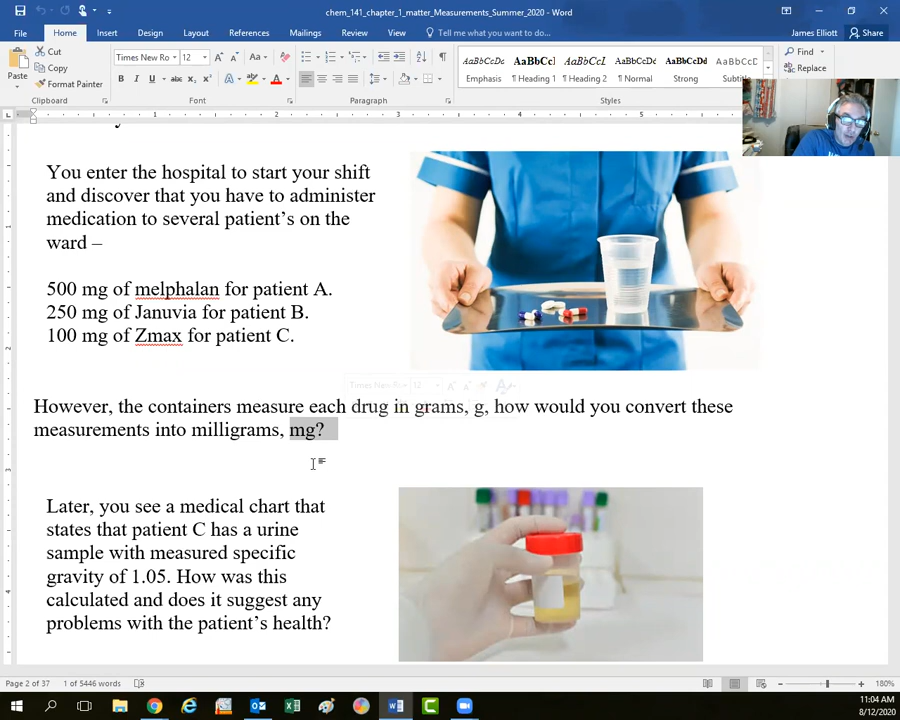 chem_141_chapter_1_matter_Measurements_Summer_2020 - Word
James Elliott
Share
File Home Insert Design Layout References Mailings Review View Tell me what you want to do...
Paste
Cut
Copy
Format Painter
Times New Ro 12
Find
Replace
AaBbCcDc AaBbCc AaBbCcI AaBbCcDc AaBbCcDd AaBbCcD
Emphasis ¶ Heading 1 ¶ Heading 2 ¶ Normal Strong Subtitle
Clipboard Font Paragraph Styles
1 2 3 4 5
You enter the hospital to start your shift
and discover that you have to administer
medication to several patient’s on the
ward –
500 mg of melphalan for patient A.
250 mg of Januvia for patient B.
100 mg of Zmax for patient C.
However, the containers measure each drug in grams, g, how would you convert these
measurements into milligrams, mg?
Later, you see a medical chart that
states that patient C has a urine
sample with measured specific
gravity of 1.05. How was this
calculated and does it suggest any
problems with the patient’s health?
Page 2 of 37 1 of 5446 words 180%
11:04 AM
8/12/2020